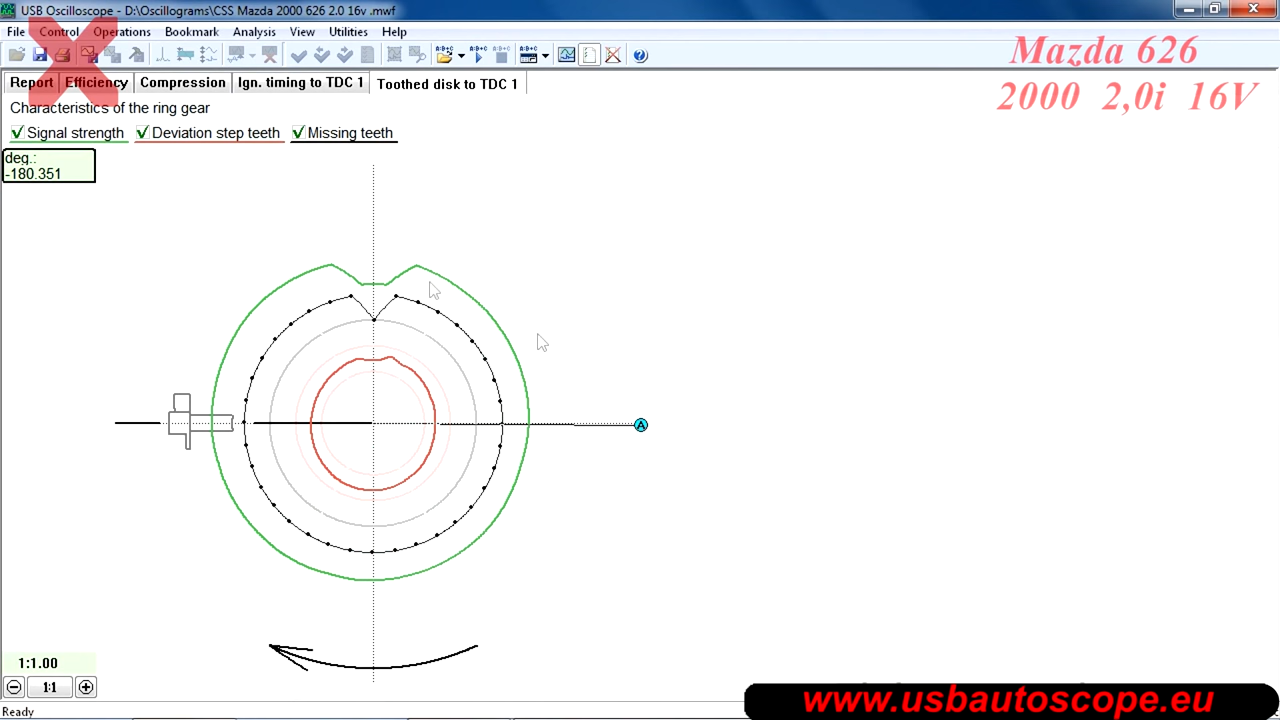 USB Oscilloscope - D:\Oscillograms\CSS Mazda 2000 626 2.0 16v .mwf
File Control Operations Bookmark Analysis View Utilities Help
A:B+C A:B+C A:B+C
Mazda 626
2000 2,0i 16V
Report Efficiency Compression Ign. timing to TDC 1 Toothed disk to TDC 1
Characteristics of the ring gear
Signal strength Deviation step teeth Missing teeth
deg.:
-180.351
A
1:1.00
1:1
www.usbautoscope.eu
Ready